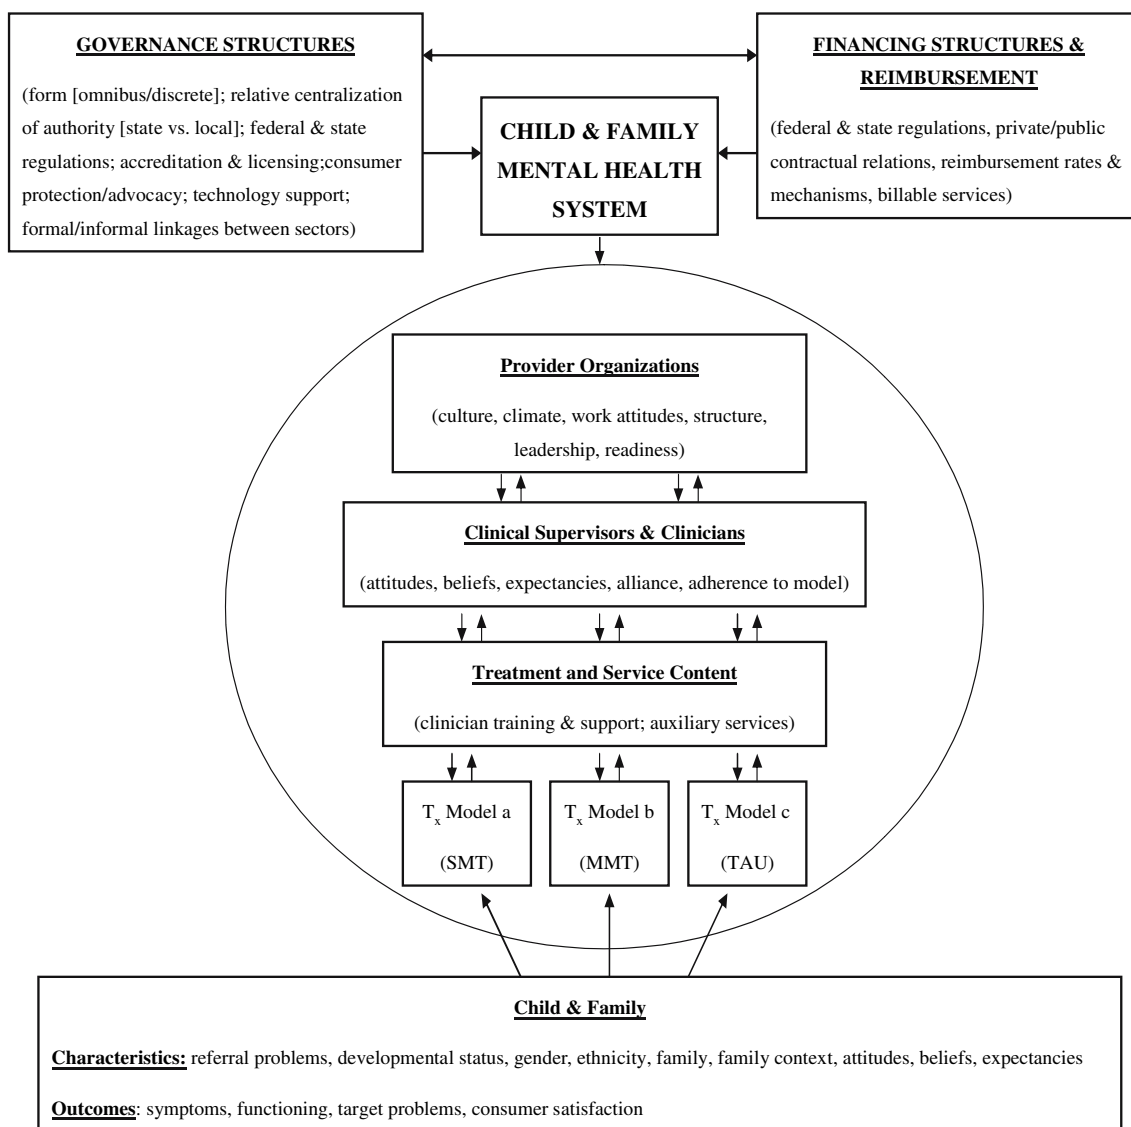 GOVERNANCE STRUCTURES
(form [omnibus/discrete]; relative centralization
of authority [state vs. local]; federal & state
regulations; accreditation & licensing;consumer
protection/advocacy; technology support;
formal/informal linkages between sectors)
CHILD & FAMILY
MENTAL HEALTH
SYSTEM
FINANCING STRUCTURES &
REIMBURSEMENT
(federal & state regulations, private/public
contractual relations, reimbursement rates &
mechanisms, billable services)
Provider Organizations
(culture, climate, work attitudes, structure,
leadership, readiness)
Clinical Supervisors & Clinicians
(attitudes, beliefs, expectancies, alliance, adherence to model)
Treatment and Service Content
(clinician training & support; auxiliary services)
Tx Model a
(SMT)
Tx Model b
(MMT)
Tx Model c
(TAU)
Child & Family
Characteristics: referral problems, developmental status, gender, ethnicity, family, family context, attitudes, beliefs, expectancies
Outcomes: symptoms, functioning, target problems, consumer satisfaction